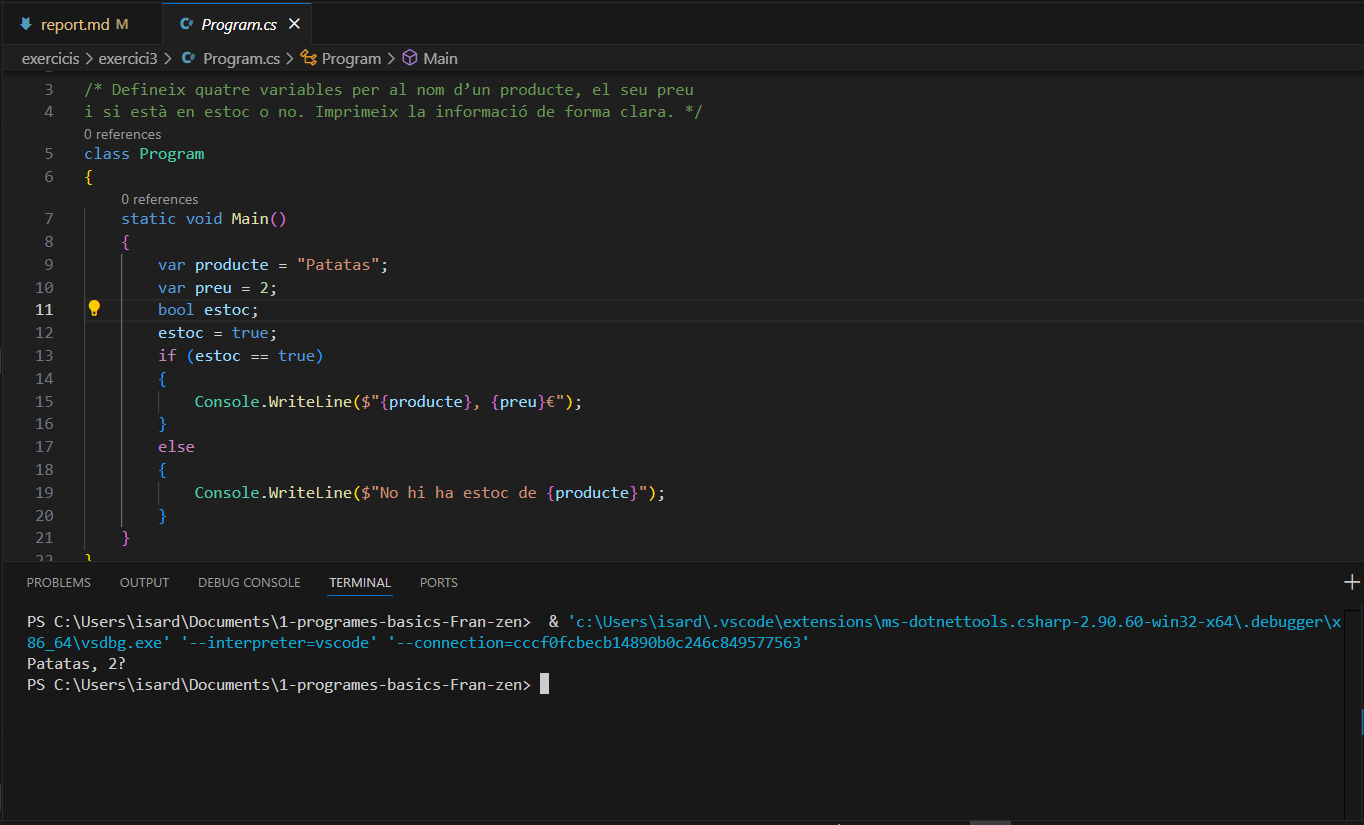 report.md M
Program.cs
exercicis > exercici3 > Program.cs > Program > Main
3 /* Defineix quatre variables per al nom d’un producte, el seu preu
4 i si està en estoc o no. Imprimeix la informació de forma clara. */
0 references
5 class Program
6 {
0 references
7 static void Main()
8 {
9 var producte = "Patatas";
10 var preu = 2;
11 bool estoc;
12 estoc = true;
13 if (estoc == true)
14 {
15 Console.WriteLine($"{producte}, {preu}€");
16 }
17 else
18 {
19 Console.WriteLine($"No hi ha estoc de {producte}");
20 }
21 }
22 }
PROBLEMS OUTPUT DEBUG CONSOLE TERMINAL PORTS
PS C:\Users\isard\Documents\1-programes-basics-Fran-zen>  & 'c:\Users\isard\.vscode\extensions\ms-dotnettools.csharp-2.90.60-win32-x64\.debugger\x
86_64\vsdbg.exe' '--interpreter=vscode' '--connection=cccf0fcbecb14890b0c246c849577563'
Patatas, 2?
PS C:\Users\isard\Documents\1-programes-basics-Fran-zen>